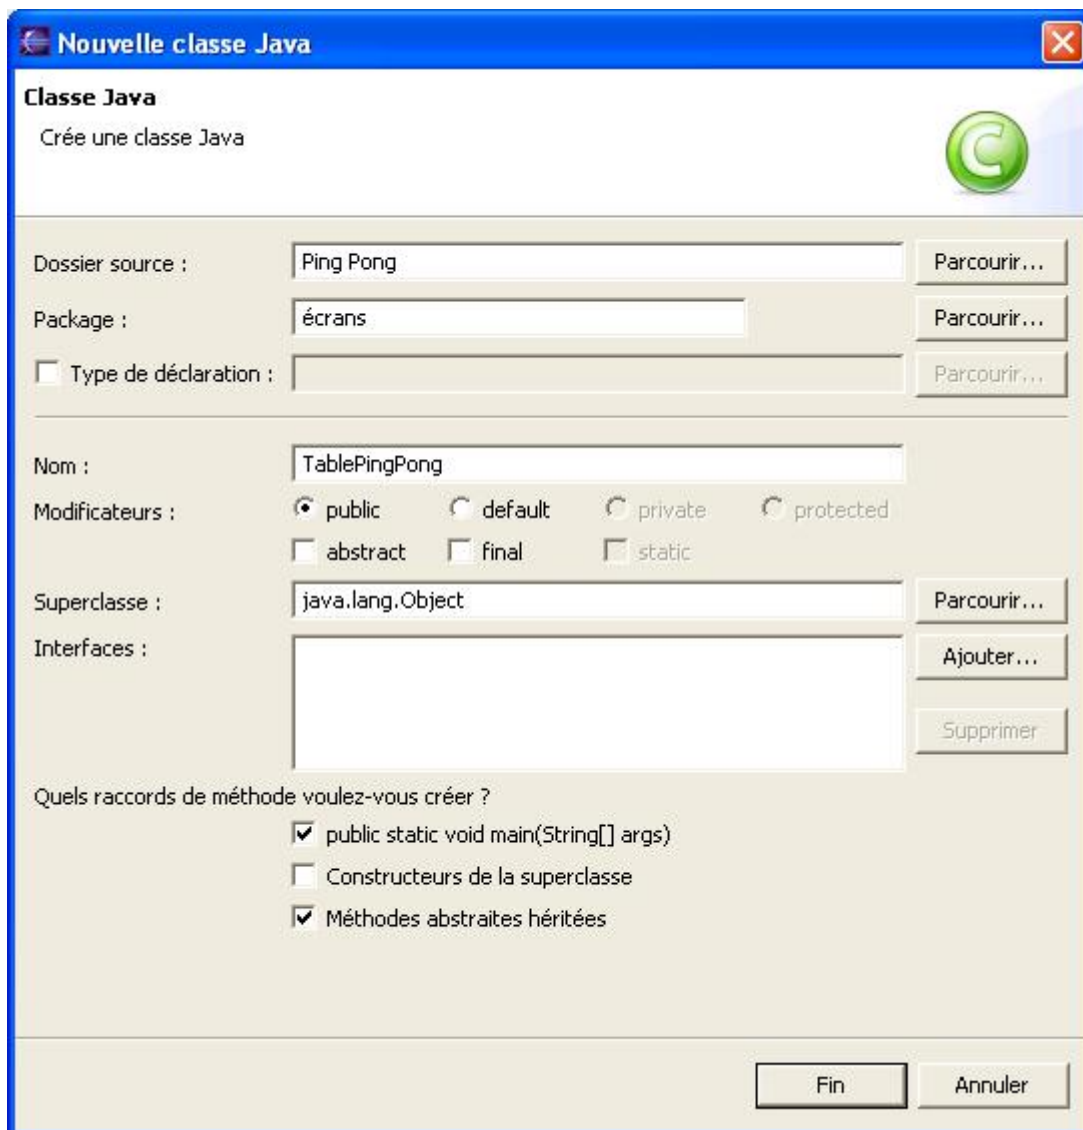 Nouvelle classe Java
Classe Java
Crée une classe Java
Dossier source : Ping Pong Parcourir...
Package : écrans Parcourir...
Type de déclaration : Parcourir...
Nom : TablePingPong
Modificateurs : public default private protected
abstract final static
Superclasse : java.lang.Object Parcourir...
Interfaces : Ajouter...
Supprimer
Quels raccords de méthode voulez-vous créer ?
public static void main(String[] args)
Constructeurs de la superclasse
Méthodes abstraites héritées
Fin Annuler